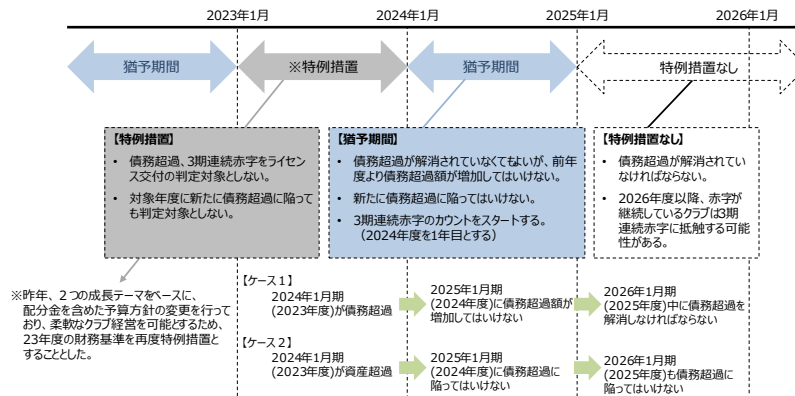 2023年1月
2024年1月
2025年1月
2026年1月
猶予期間
※特例措置
猶予期間
特例措置なし
【特例措置】
• 債務超過、3期連続赤字をライセ
ンス交付の判定対象としない。
• 対象年度に新たに債務超過に陥って
も判定対象としない。
【猶予期間】
• 債務超過が解消されていなくてもよいが、前年
度より債務超過額が増加してはいけない。
• 新たに債務超過に陥ってはいけない。
• 3期連続赤字のカウントをスタートする。
（2024年度を1年目とする）
【特例措置なし】
• 債務超過が解消されてい
なければならない。
• 2026年度以降、赤字が
継続しているクラブは3期
連続赤字に抵触する可能
性がある。
※昨年、２つの成長テーマをベースに、
配分金を含めた予算方針の変更を行って
おり、柔軟なクラブ経営を可能とするため、
23年度の財務基準を再度特例措置と
することとした。
【ケース１】
2024年1月期
(2023年度)が債務超過
2025年1月期
(2024年度)に債務超過額が
増加してはいけない
2026年1月期
(2025年度)中に債務超過を
解消しなければならない
【ケース２】
2024年1月期
(2023年度)が資産超過
2025年1月期
(2024年度)に債務超過に
陥ってはいけない
2026年1月期
(2025年度)も債務超過に
陥ってはいけない